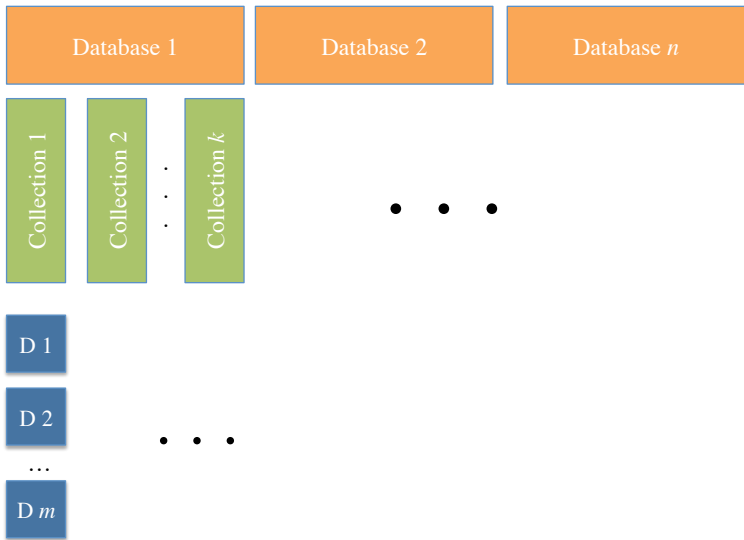 Database 1
Database 2
Database n
Collection 1
Collection 2
. . .
Collection k
• • •
D 1
D 2
• • •
...
D m